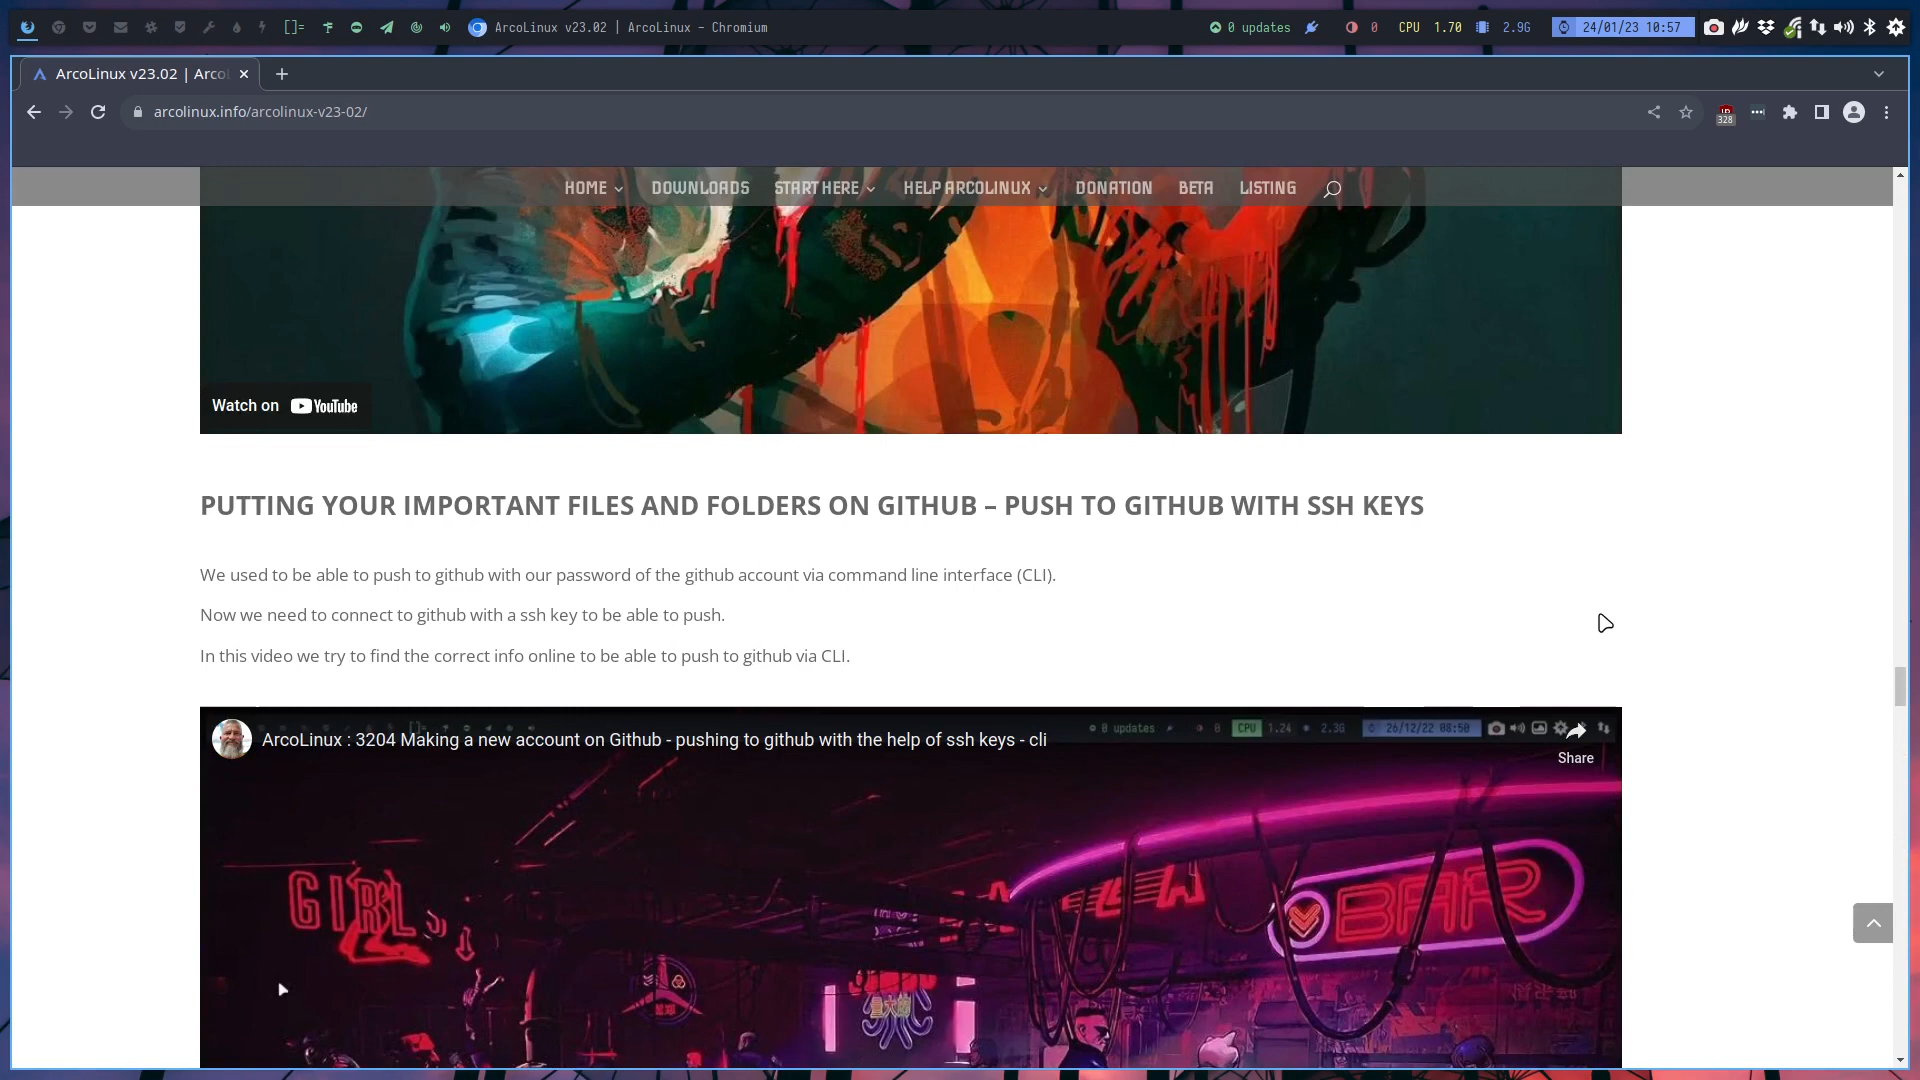 []= ArcoLinux v23.02 | ArcoLinux – Chromium 0 updates 0 CPU 1.70 2.9G 24/01/23 10:57
ArcoLinux v23.02 | Arco
arcolinux.info/arcolinux-v23-02/ 328
HOME DOWNLOADS START HERE HELP ARCOLINUX DONATION BETA LISTING
Watch on YouTube
PUTTING YOUR IMPORTANT FILES AND FOLDERS ON GITHUB – PUSH TO GITHUB WITH SSH KEYS
We used to be able to push to github with our password of the github account via command line interface (CLI).
Now we need to connect to github with a ssh key to be able to push.
In this video we try to find the correct info online to be able to push to github via CLI.
[]= 0 updates 0 CPU 1.24 2.3G 26/12/22 08:50
ArcoLinux : 3204 Making a new account on Github - pushing to github with the help of ssh keys - cli
Share
GIRL
BAR